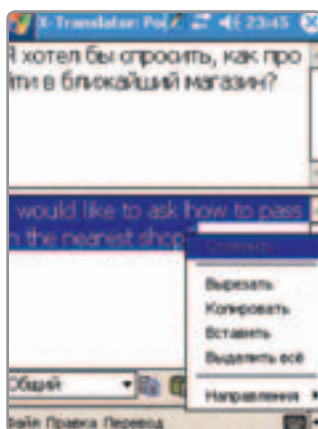 X-Translator: Po 23:45
Я хотел бы спросить, как про
йти в ближайший магазин?
would like to ask how to pass
n the nearest shop?
Отменить
Вырезать
Копировать
Вставить
Выделить всё
Общий
Направления
Файл Правка Перевод